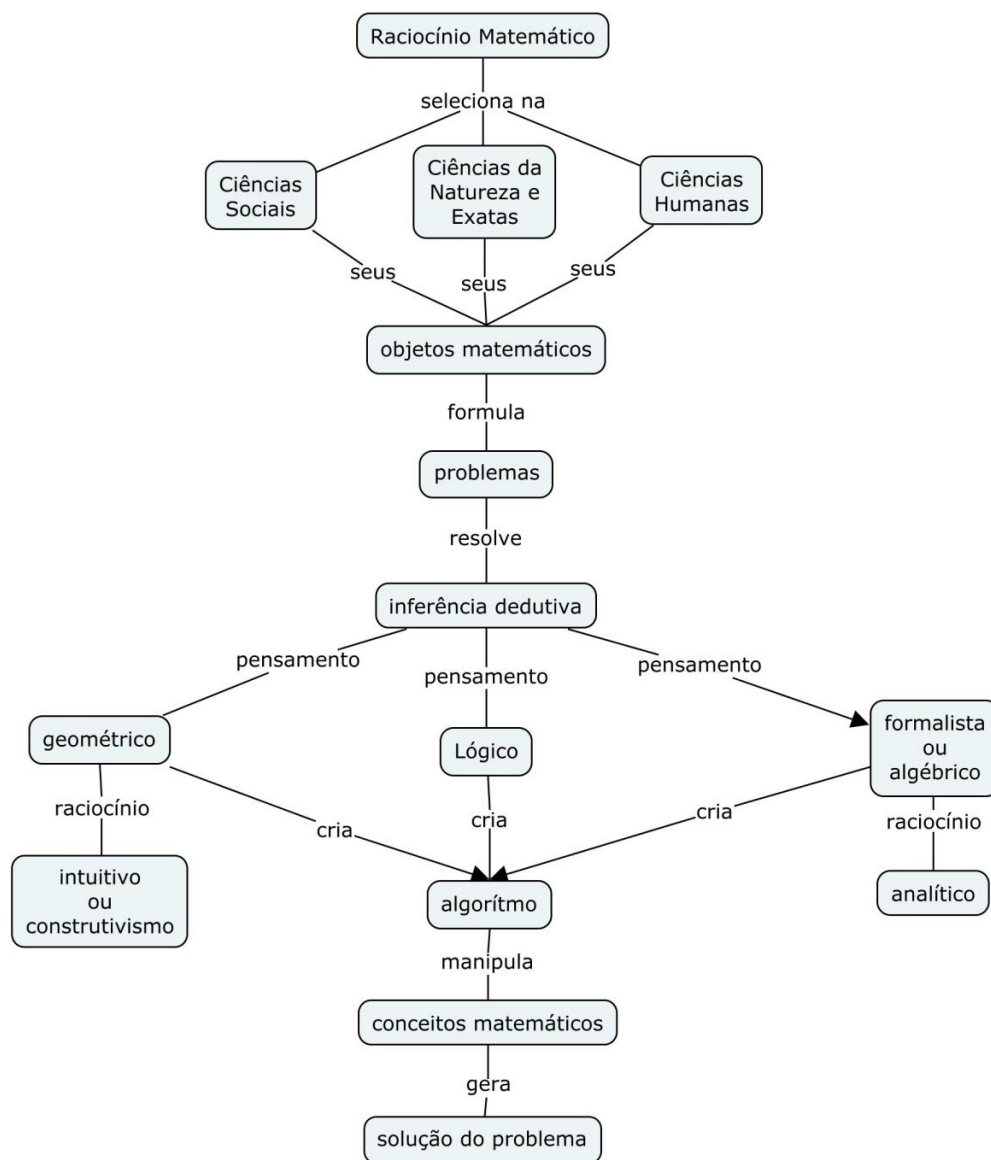 Raciocínio Matemático
seleciona na
Ciências
Sociais
Ciências da
Natureza e
Exatas
Ciências
Humanas
seus
seus
seus
objetos matemáticos
formula
problemas
resolve
inferência dedutiva
pensamento
pensamento
pensamento
geométrico
Lógico
formalista
ou
algébrico
raciocínio
cria
cria
cria
raciocínio
intuitivo
ou
construtivismo
algorítmo
analítico
manipula
conceitos matemáticos
gera
solução do problema